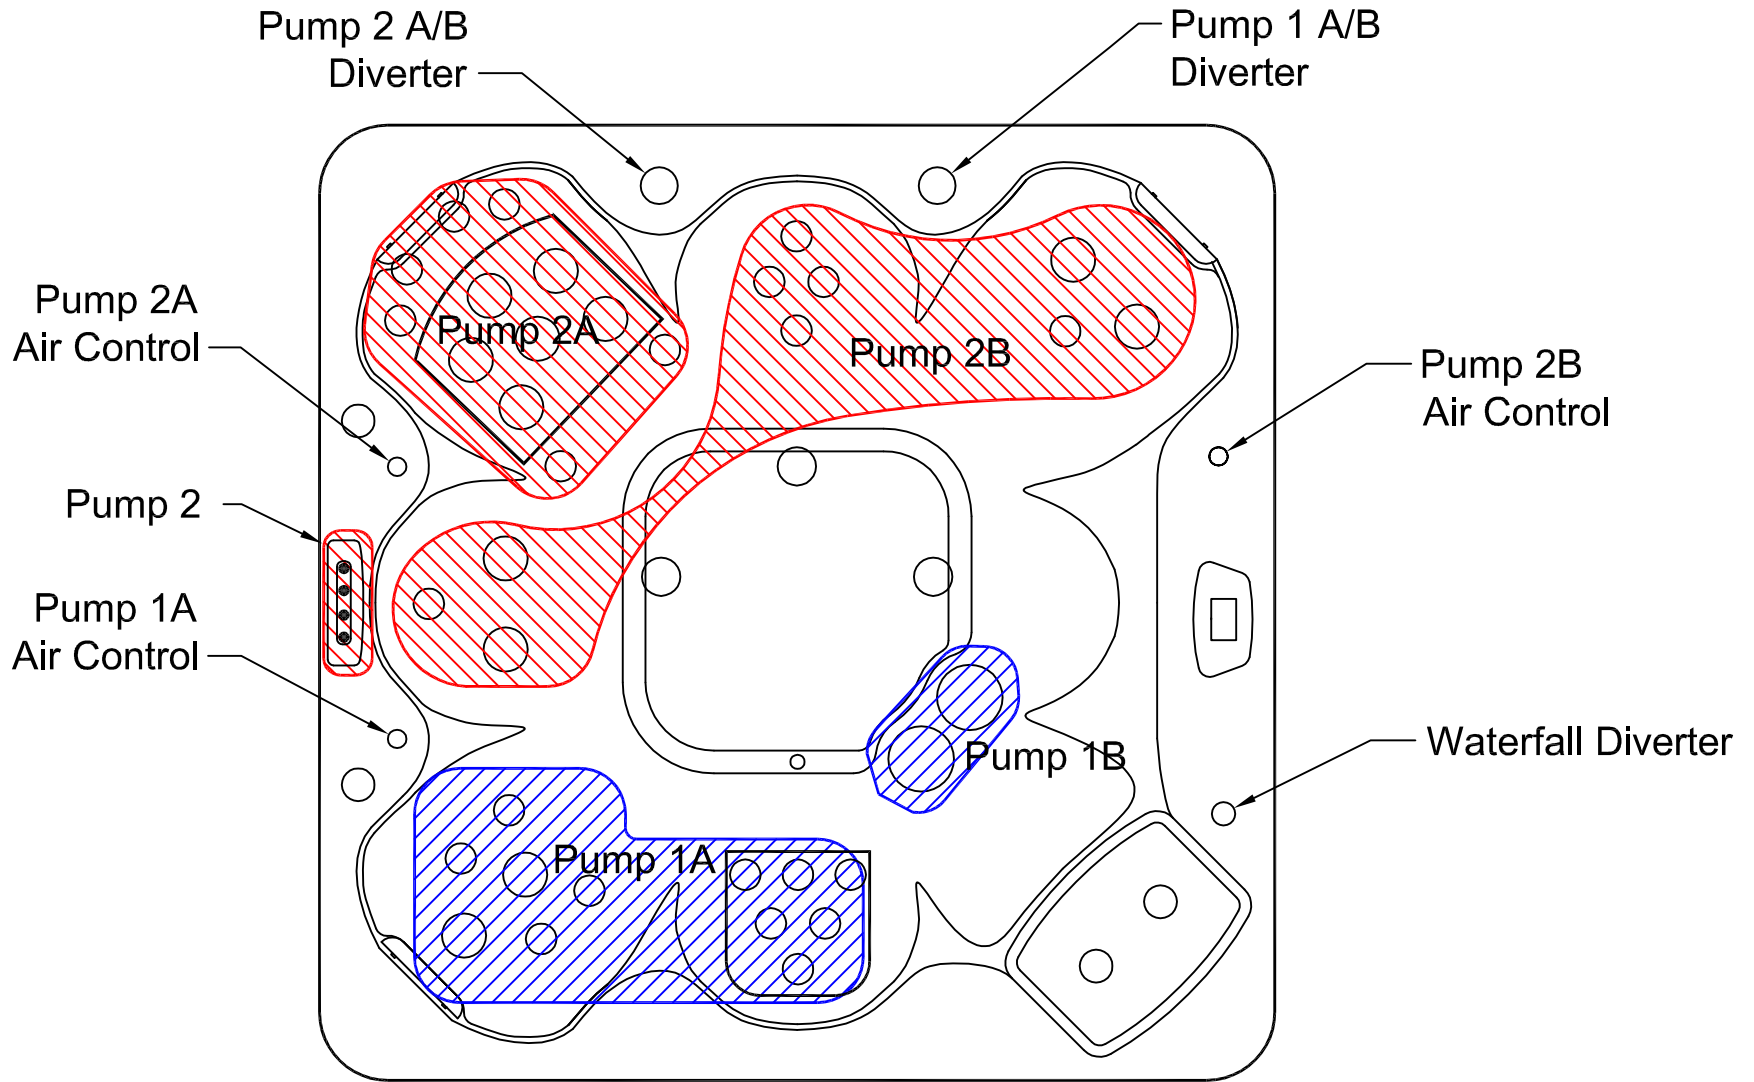 Pump 2 A/B
Diverter
Pump 1 A/B
Diverter
Pump 2A
Air Control
Pump 2A
Pump 2B
Pump 2B
Air Control
Pump 2
Pump 1A
Air Control
Pump 1B
Waterfall Diverter
Pump 1A